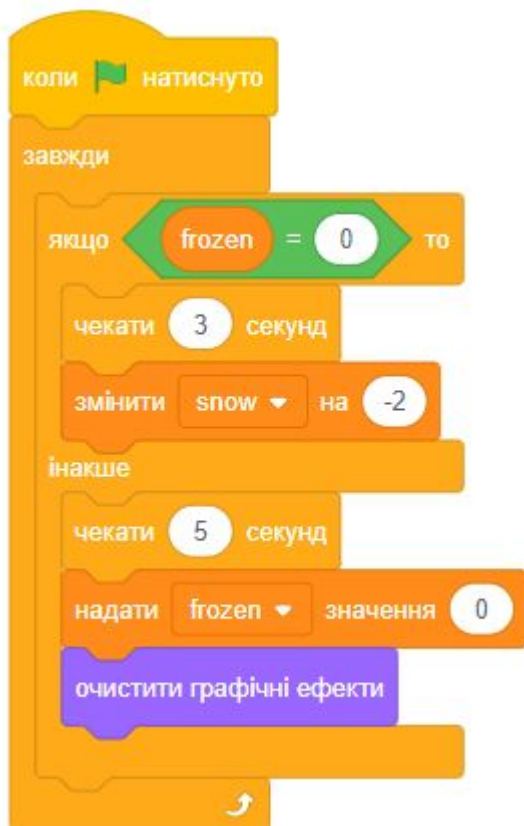 коли натиснуто
завжди
якщо frozen = 0 то
чекати 3 секунд
змінити snow на -2
інакше
чекати 5 секунд
надати frozen значення 0
очистити графічні ефекти